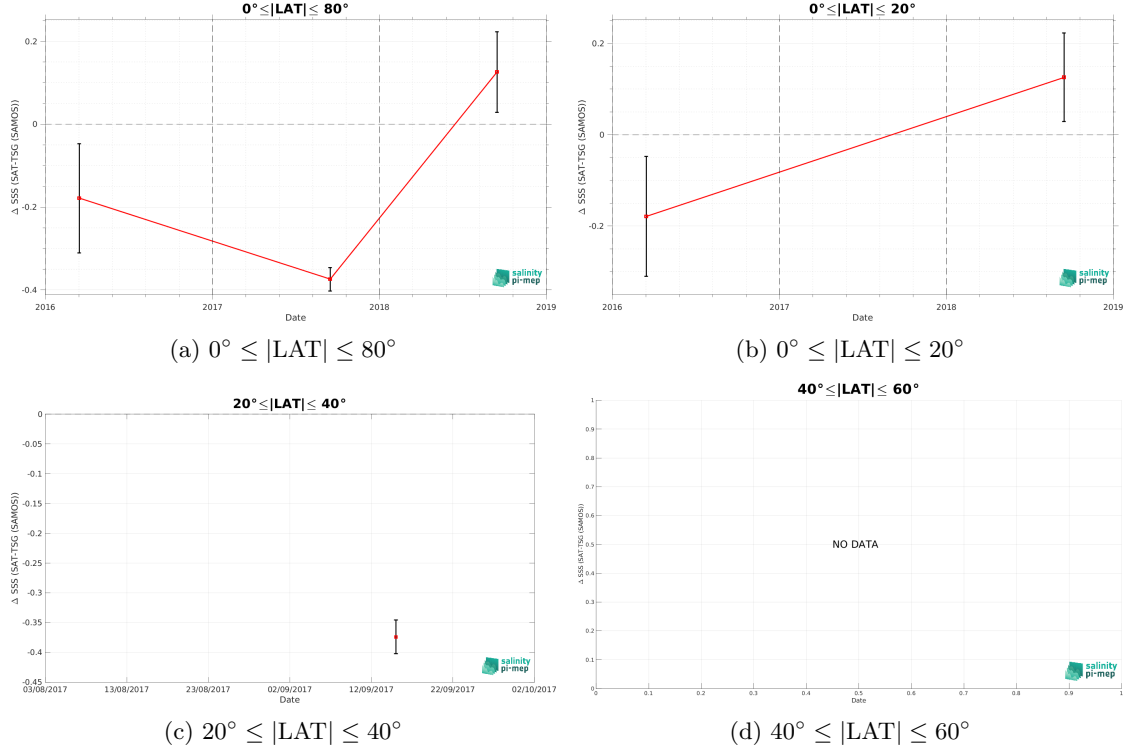 0°≤|LAT|≤ 80°
Δ SSS (SAT-TSG (SAMOS))
0.2
0
-0.2
-0.4
2016
2017
2018
2019
Date
salinity
pi-mep
(a) 0° ≤ |LAT| ≤ 80°
0°≤|LAT|≤ 20°
Δ SSS (SAT-TSG (SAMOS))
0.2
0
-0.2
2016
2017
2018
2019
Date
salinity
pi-mep
(b) 0° ≤ |LAT| ≤ 20°
20°≤|LAT|≤ 40°
Δ SSS (SAT-TSG (SAMOS))
0
-0.05
-0.1
-0.15
-0.2
-0.25
-0.3
-0.35
-0.4
-0.45
03/08/2017
13/08/2017
23/08/2017
02/09/2017
12/09/2017
22/09/2017
02/10/2017
Date
salinity
pi-mep
(c) 20° ≤ |LAT| ≤ 40°
40°≤|LAT|≤ 60°
Δ SSS (SAT-TSG (SAMOS))
1
0.9
0.8
0.7
0.6
0.5
0.4
0.3
0.2
0.1
0
NO DATA
0
0.1
0.2
0.3
0.4
0.5
0.6
0.7
0.8
0.9
1
Date
salinity
pi-mep
(d) 40° ≤ |LAT| ≤ 60°